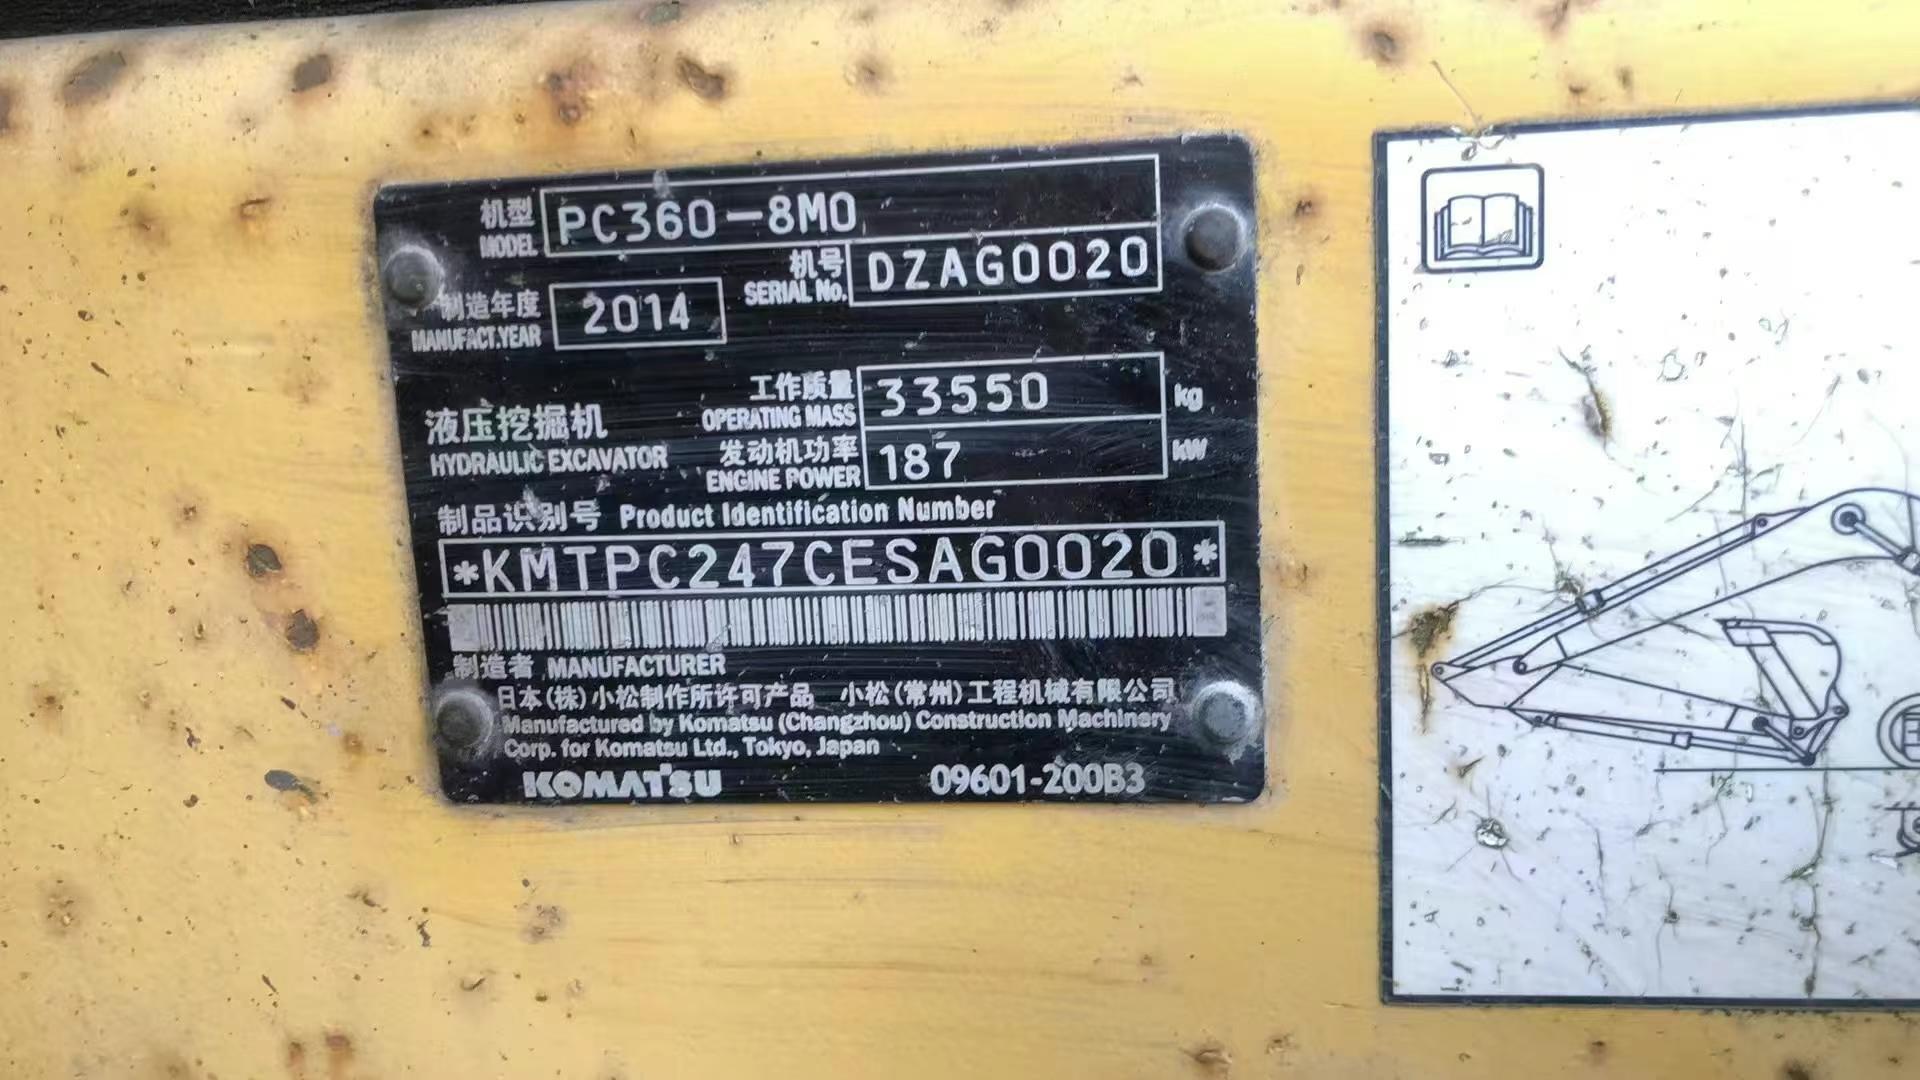 机型 MODEL PC360-8M0
机号 SERIAL No. DZAG0020
制造年度 MANUFACT.YEAR 2014
液压挖掘机
HYDRAULIC EXCAVATOR
工作质量 OPERATING MASS 33550 kg
发动机功率 ENGINE POWER 187 kW
制品识别号 Product Identification Number
*KMTPC247CESAG0020*
制造者 MANUFACTURER
日本(株)小松制作所许可产品 小松(常州)工程机械有限公司
Manufactured by Komatsu (Changzhou) Construction Machinery
Corp. for Komatsu Ltd., Tokyo, Japan
KOMATSU 09601-200B3